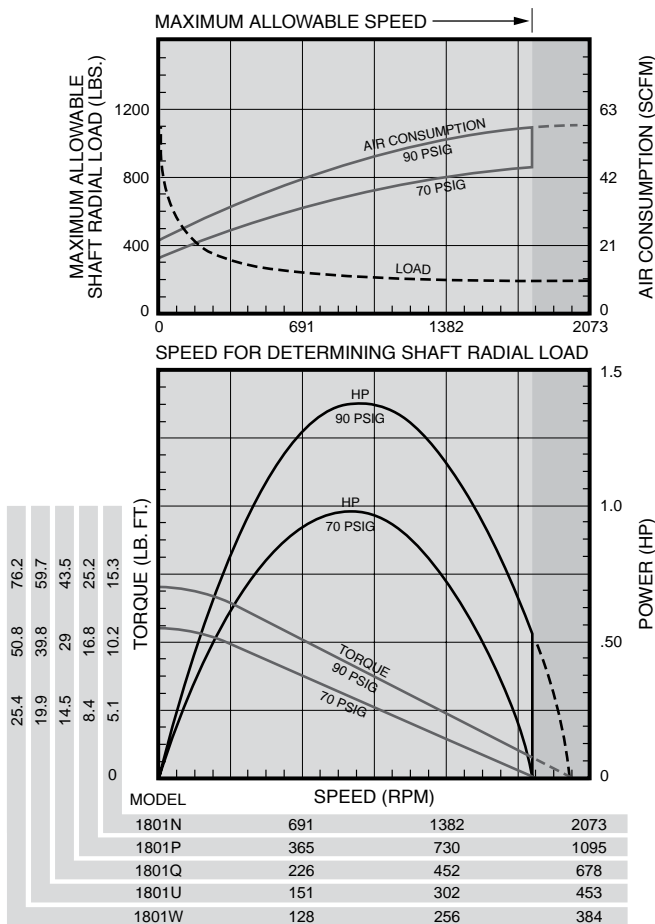 MAXIMUM ALLOWABLE SPEED
MAXIMUM ALLOWABLE
SHAFT RADIAL LOAD (LBS.)
1200
800
400
0
AIR CONSUMPTION
90 PSIG
70 PSIG
LOAD
63
42
21
0
AIR CONSUMPTION (SCFM)
0 691 1382 2073
SPEED FOR DETERMINING SHAFT RADIAL LOAD
HP
90 PSIG
HP
70 PSIG
TORQUE
90 PSIG
70 PSIG
1.5
1.0
.50
0
POWER (HP)
TORQUE (LB. FT.)
76.2 59.7 43.5 25.2 15.3
50.8 39.8 29 16.8 10.2
25.4 19.9 14.5 8.4 5.1
0
MODEL SPEED (RPM)
1801N 691 1382 2073
1801P 365 730 1095
1801Q 226 452 678
1801U 151 302 453
1801W 128 256 384